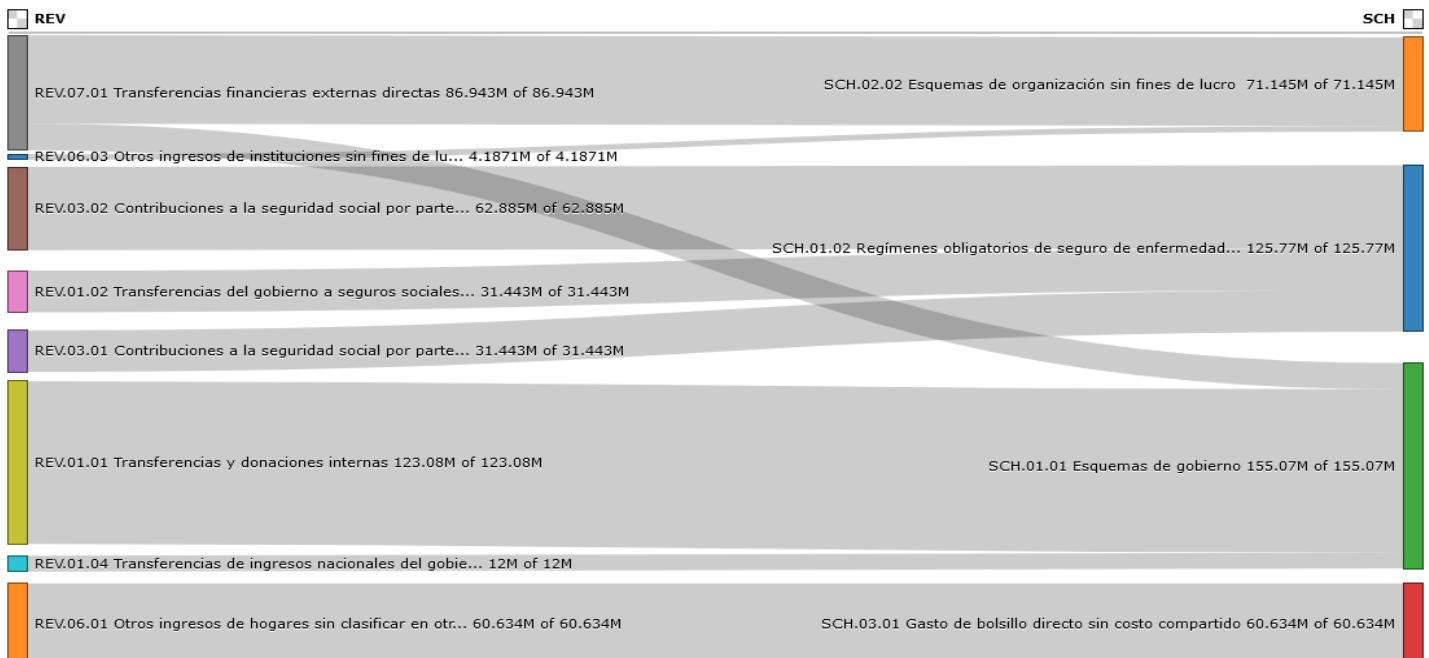 REV
SCH
REV.07.01 Transferencias financieras externas directas 86.943M of 86.943M
SCH.02.02 Esquemas de organización sin fines de lucro 71.145M of 71.145M
REV.06.03 Otros ingresos de instituciones sin fines de lu... 4.1871M of 4.1871M
REV.03.02 Contribuciones a la seguridad social por parte... 62.885M of 62.885M
SCH.01.02 Regímenes obligatorios de seguro de enfermedad... 125.77M of 125.77M
REV.01.02 Transferencias del gobierno a seguros sociales... 31.443M of 31.443M
REV.03.01 Contribuciones a la seguridad social por parte... 31.443M of 31.443M
REV.01.01 Transferencias y donaciones internas 123.08M of 123.08M
SCH.01.01 Esquemas de gobierno 155.07M of 155.07M
REV.01.04 Transferencias de ingresos nacionales del gobie... 12M of 12M
REV.06.01 Otros ingresos de hogares sin clasificar en otr... 60.634M of 60.634M
SCH.03.01 Gasto de bolsillo directo sin costo compartido 60.634M of 60.634M